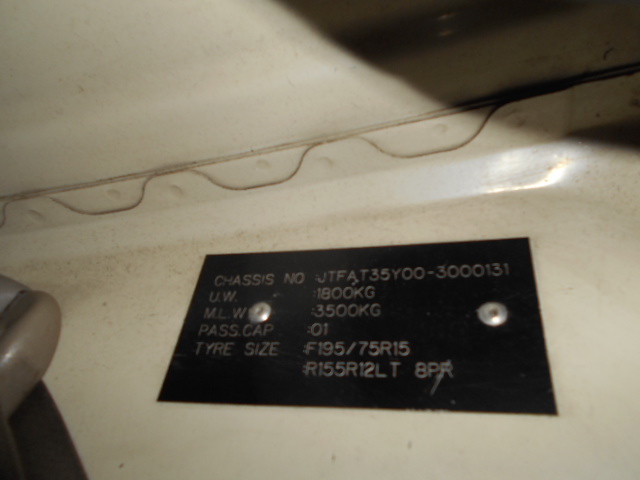 CHASSIS NO :JTFAT35Y00-3000131
U.W. :1800KG
M.L.W :3500KG
PASS.CAP :01
TYRE SIZE :F195/75R15
:R155R12LT 8PR